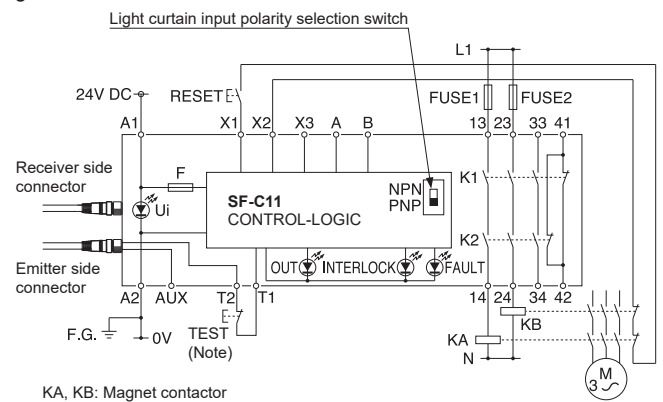 Light curtain input polarity selection switch
L1
24V DC
RESET
FUSE1
FUSE2
A1
X1
X2
X3
A
B
13
23
33
41
Receiver side
connector
F
Ui
SF-C11
CONTROL-LOGIC
NPN
PNP
K1
K2
Emitter side
connector
OUT
INTERLOCK
FAULT
A2
AUX
T2
T1
14
24
34
42
F.G.
0V
TEST
(Note)
KB
KA
N
M
3
KA, KB: Magnet contactor